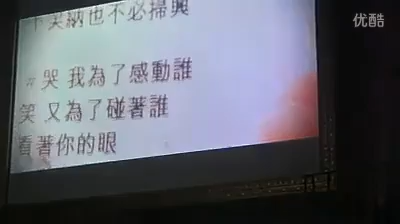 笑納也不必掃興
哭 我為了感動誰
笑 又為了碰著誰
看著你的眼
优酷